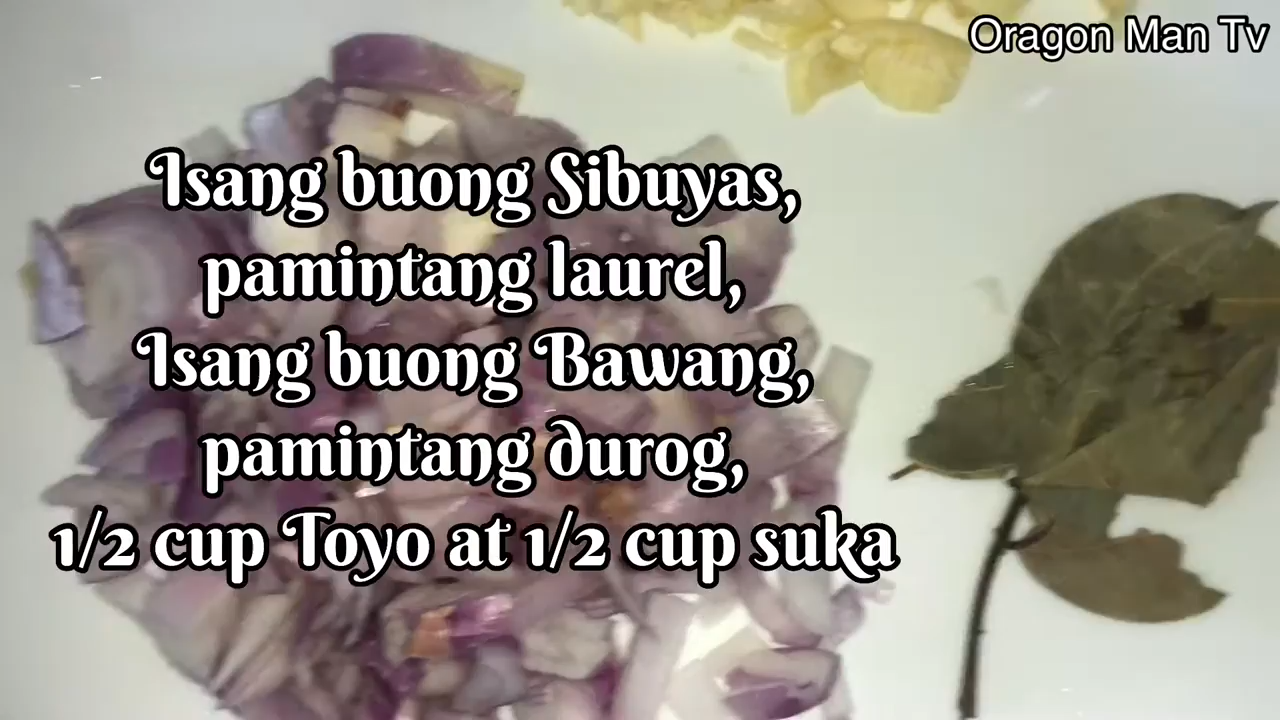 Oragon Man Tv
Isang buong Sibuyas,
pamintang laurel,
Isang buong Bawang,
pamintang durog,
1/2 cup Toyo at 1/2 cup suka